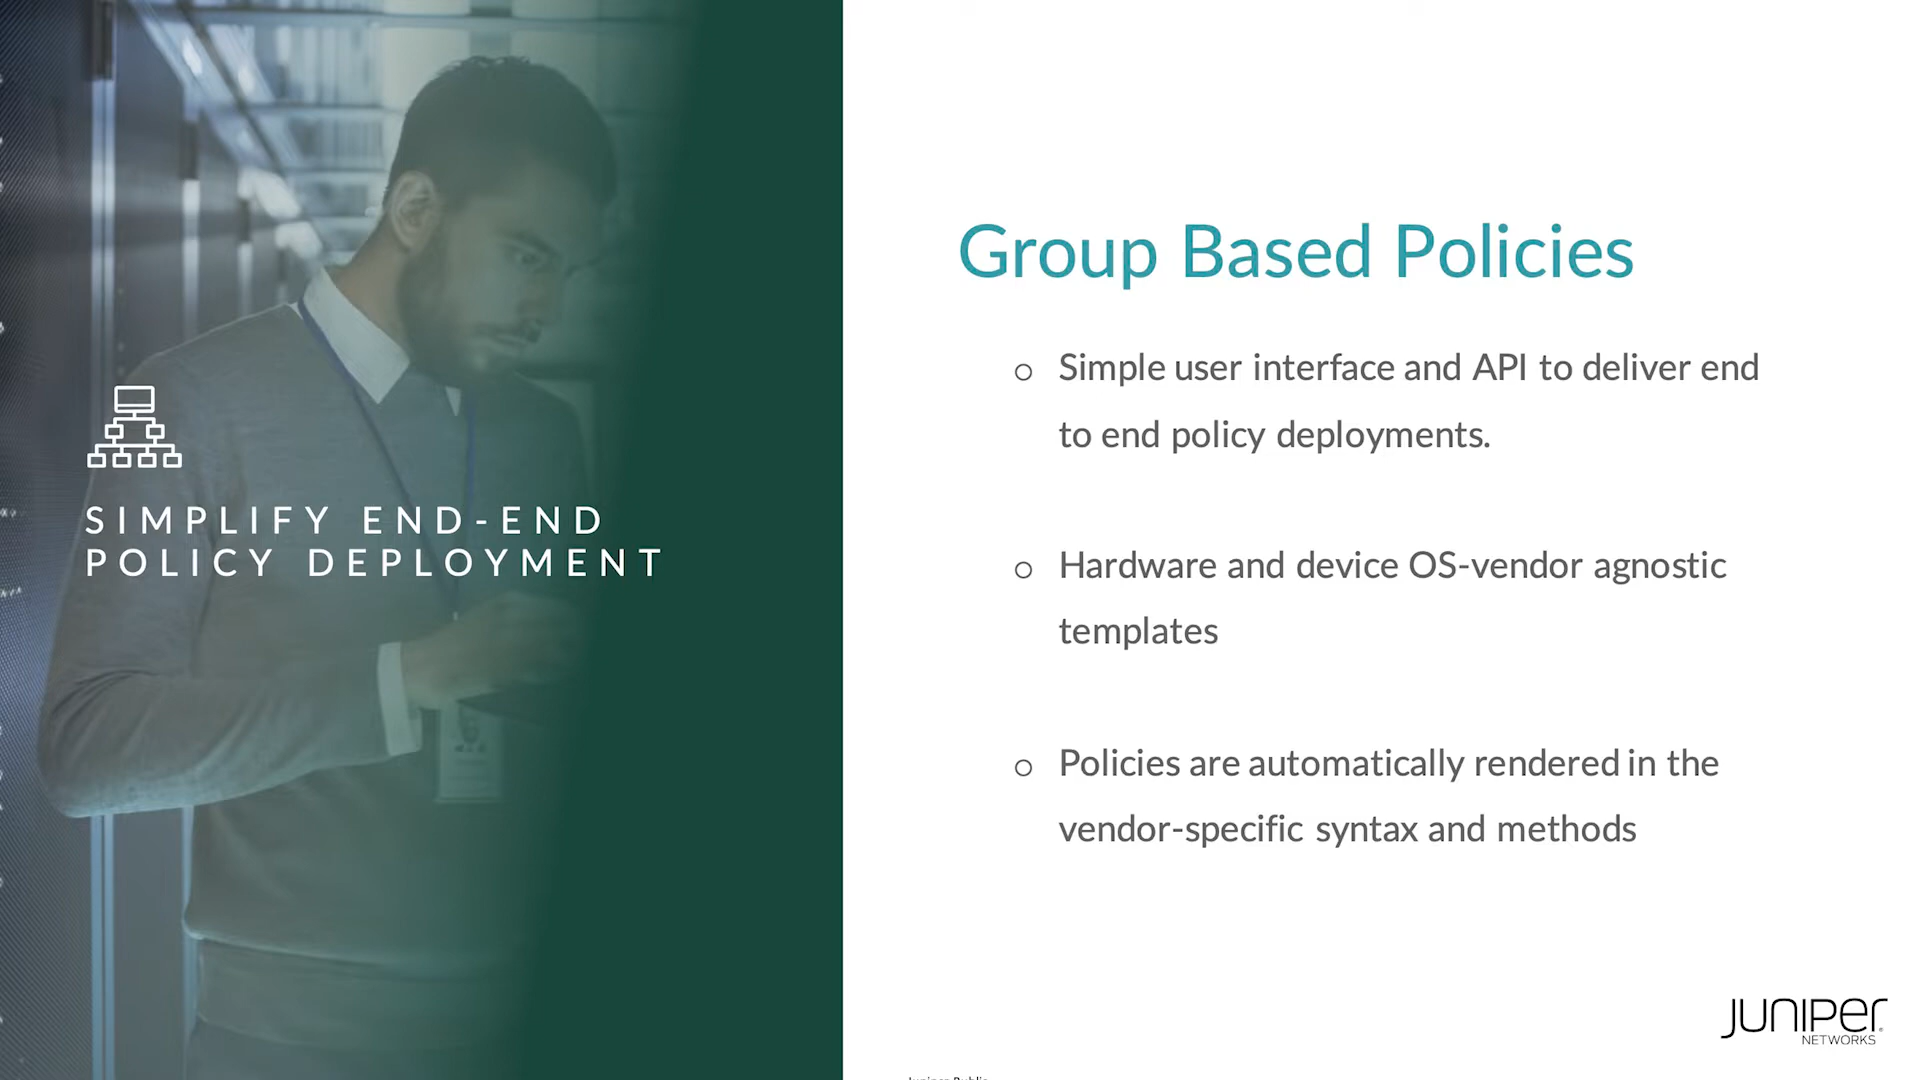 SIMPLIFY END-END
POLICY DEPLOYMENT
Group Based Policies
Simple user interface and API to deliver end
to end policy deployments.
Hardware and device OS-vendor agnostic
templates
Policies are automatically rendered in the
vendor-specific syntax and methods
JUNIPER
NETWORKS